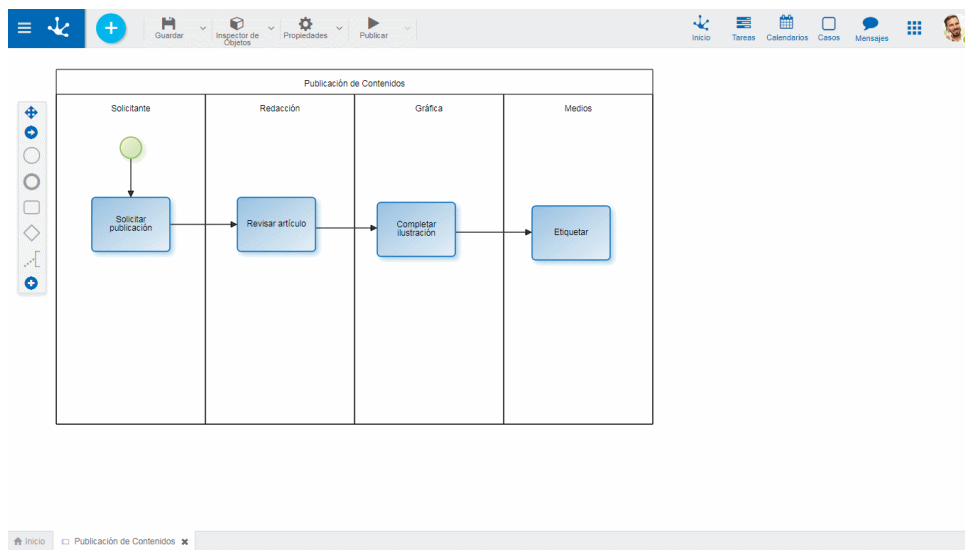 Guardar
Inspector de
Objetos
Propiedades
Publicar
Inicio
Tareas
Calendarios
Casos
Mensajes
Publicación de Contenidos
Solicitante
Redacción
Gráfica
Medios
Solicitar
publicación
Revisar artículo
Completar
ilustración
Etiquetar
Inicio
Publicación de Contenidos